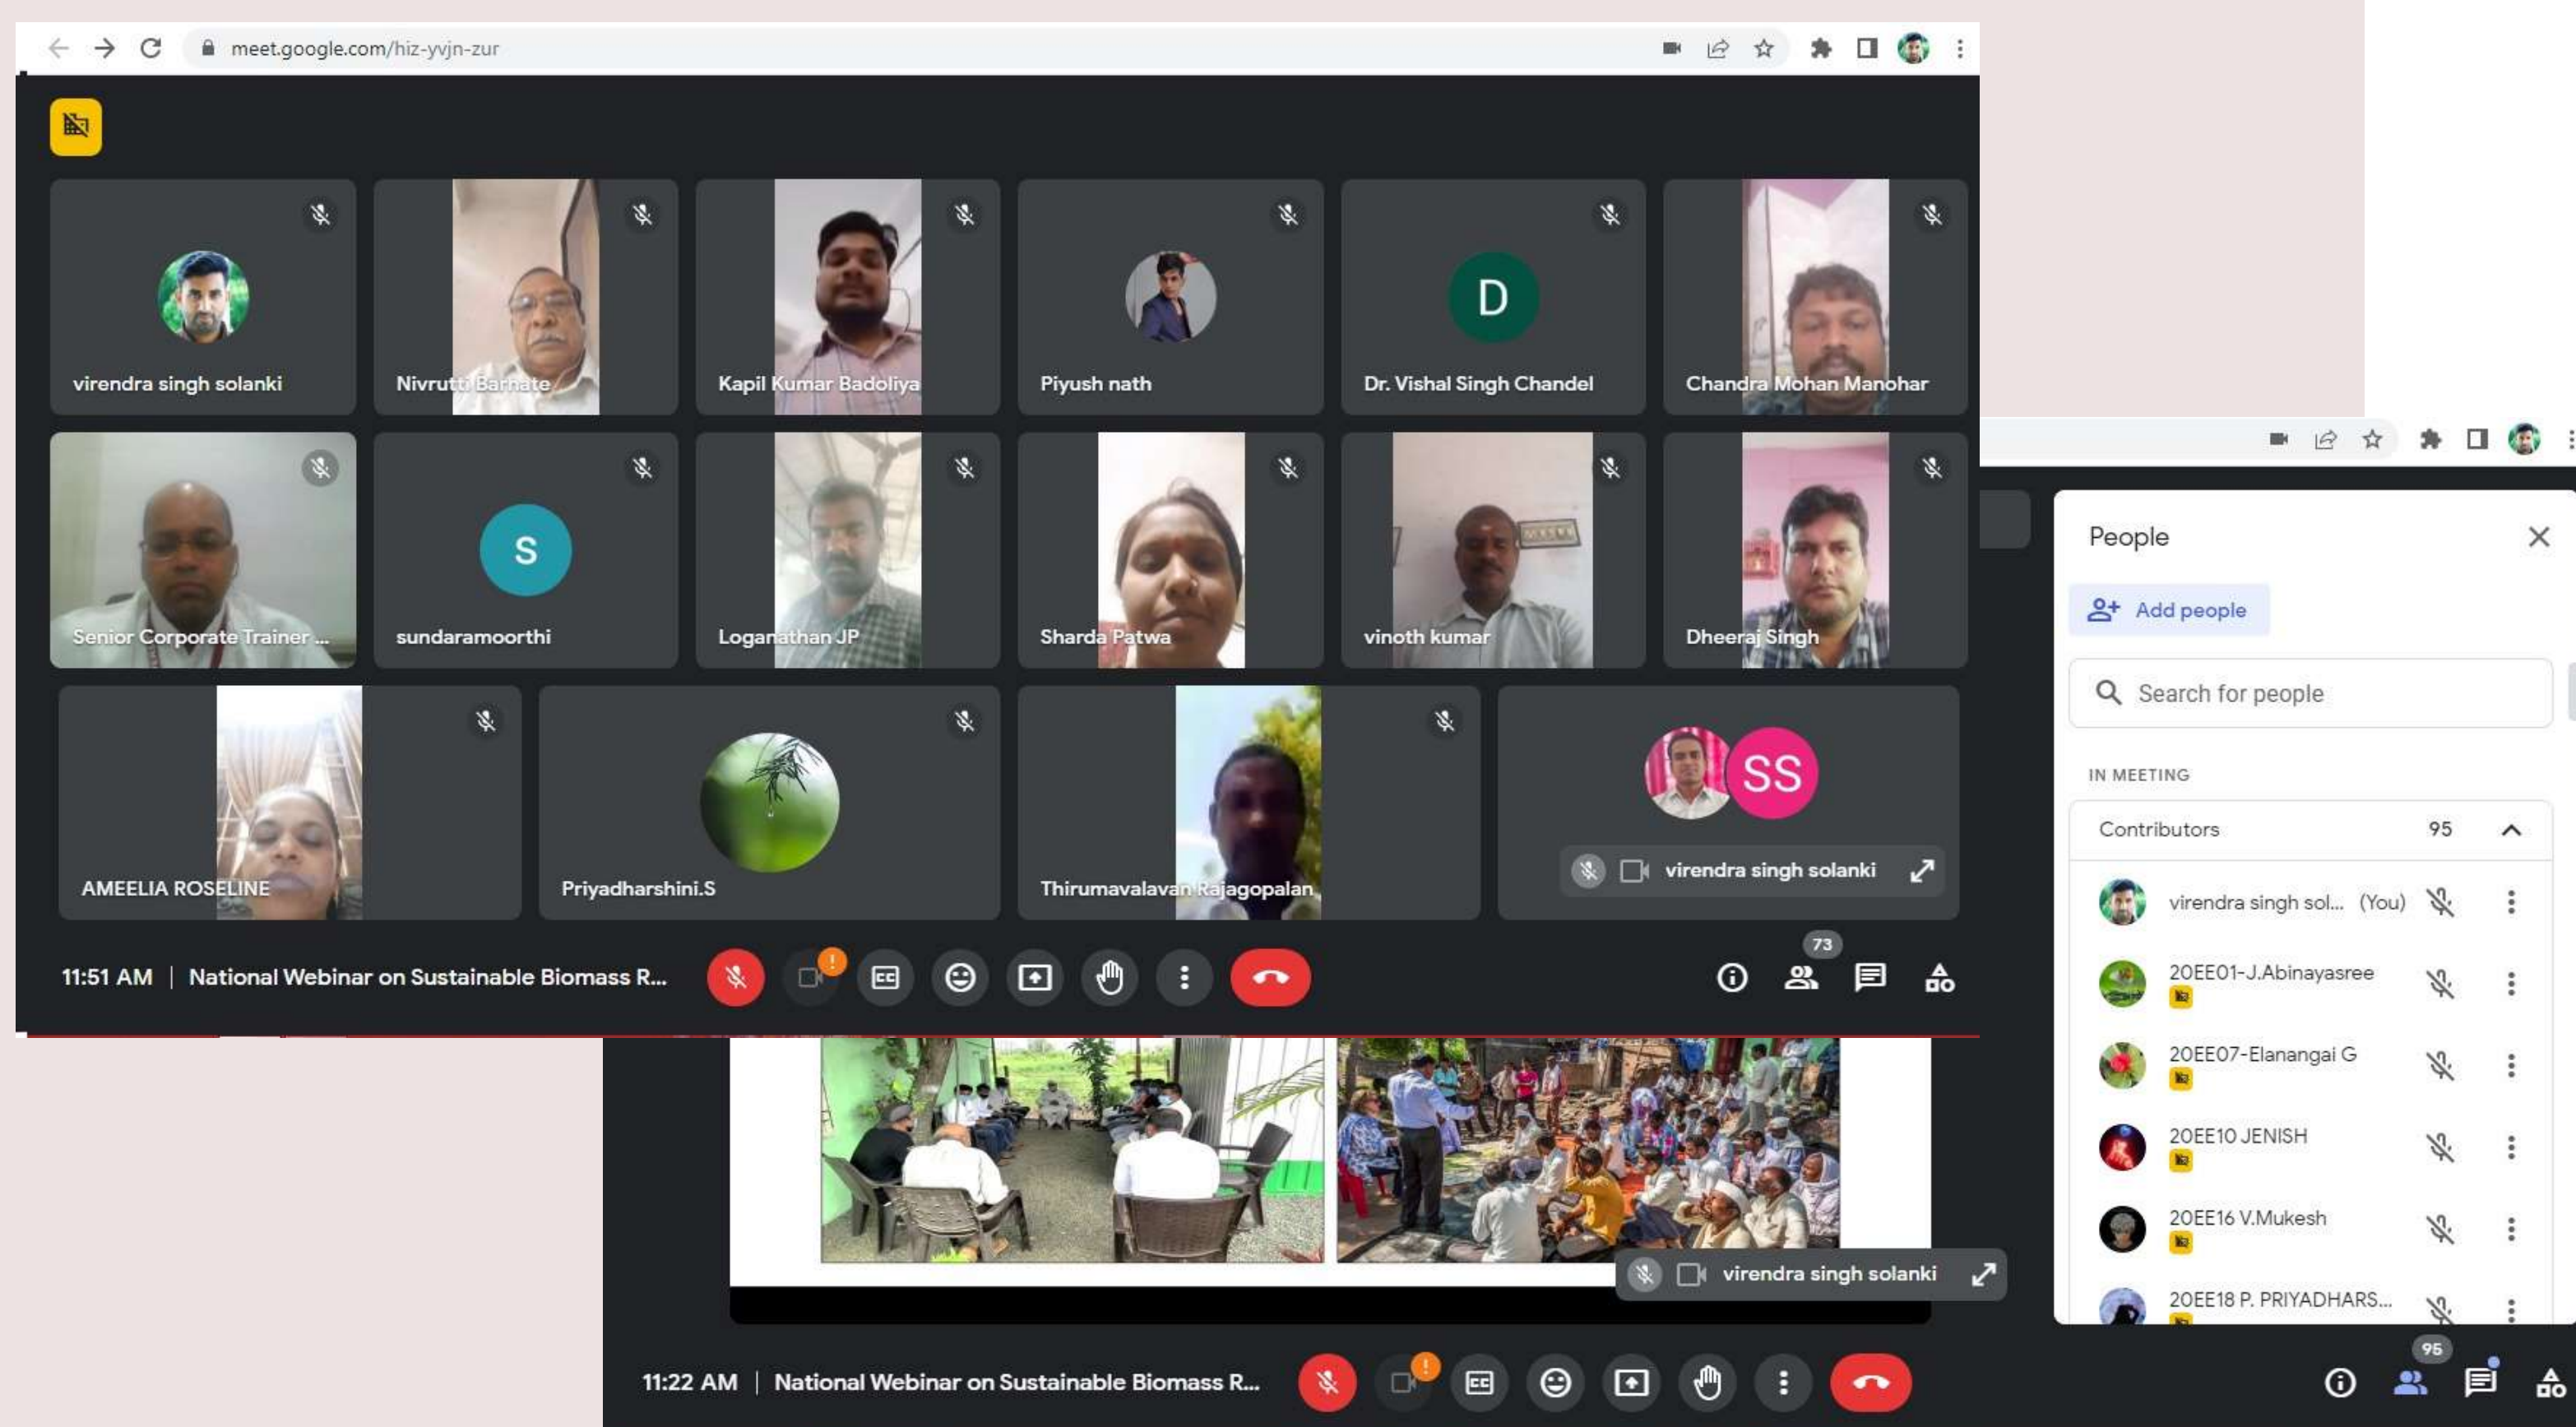 meet.google.com/hiz-yvjn-zur
virendra singh solanki
Nivrutti Barhate
Kapil Kumar Badoliya
Piyush nath
D
Dr. Vishal Singh Chandel
Chandra Mohan Manohar
Senior Corporate Trainer ...
S
sundaramoorthi
Loganathan JP
Sharda Patwa
vinoth kumar
Dheeraj Singh
AMEELIA ROSELINE
Priyadharshini.S
Thirumavalavan Rajagopalan
SS
virendra singh solanki
11:51 AM | National Webinar on Sustainable Biomass R...
CC
73
People
Add people
Search for people
IN MEETING
Contributors 95
virendra singh sol... (You)
20EE01-J.Abinayasree
20EE07-Elanangai G
20EE10 JENISH
20EE16 V.Mukesh
20EE18 P. PRIYADHARS...
virendra singh solanki
11:22 AM | National Webinar on Sustainable Biomass R...
CC
95